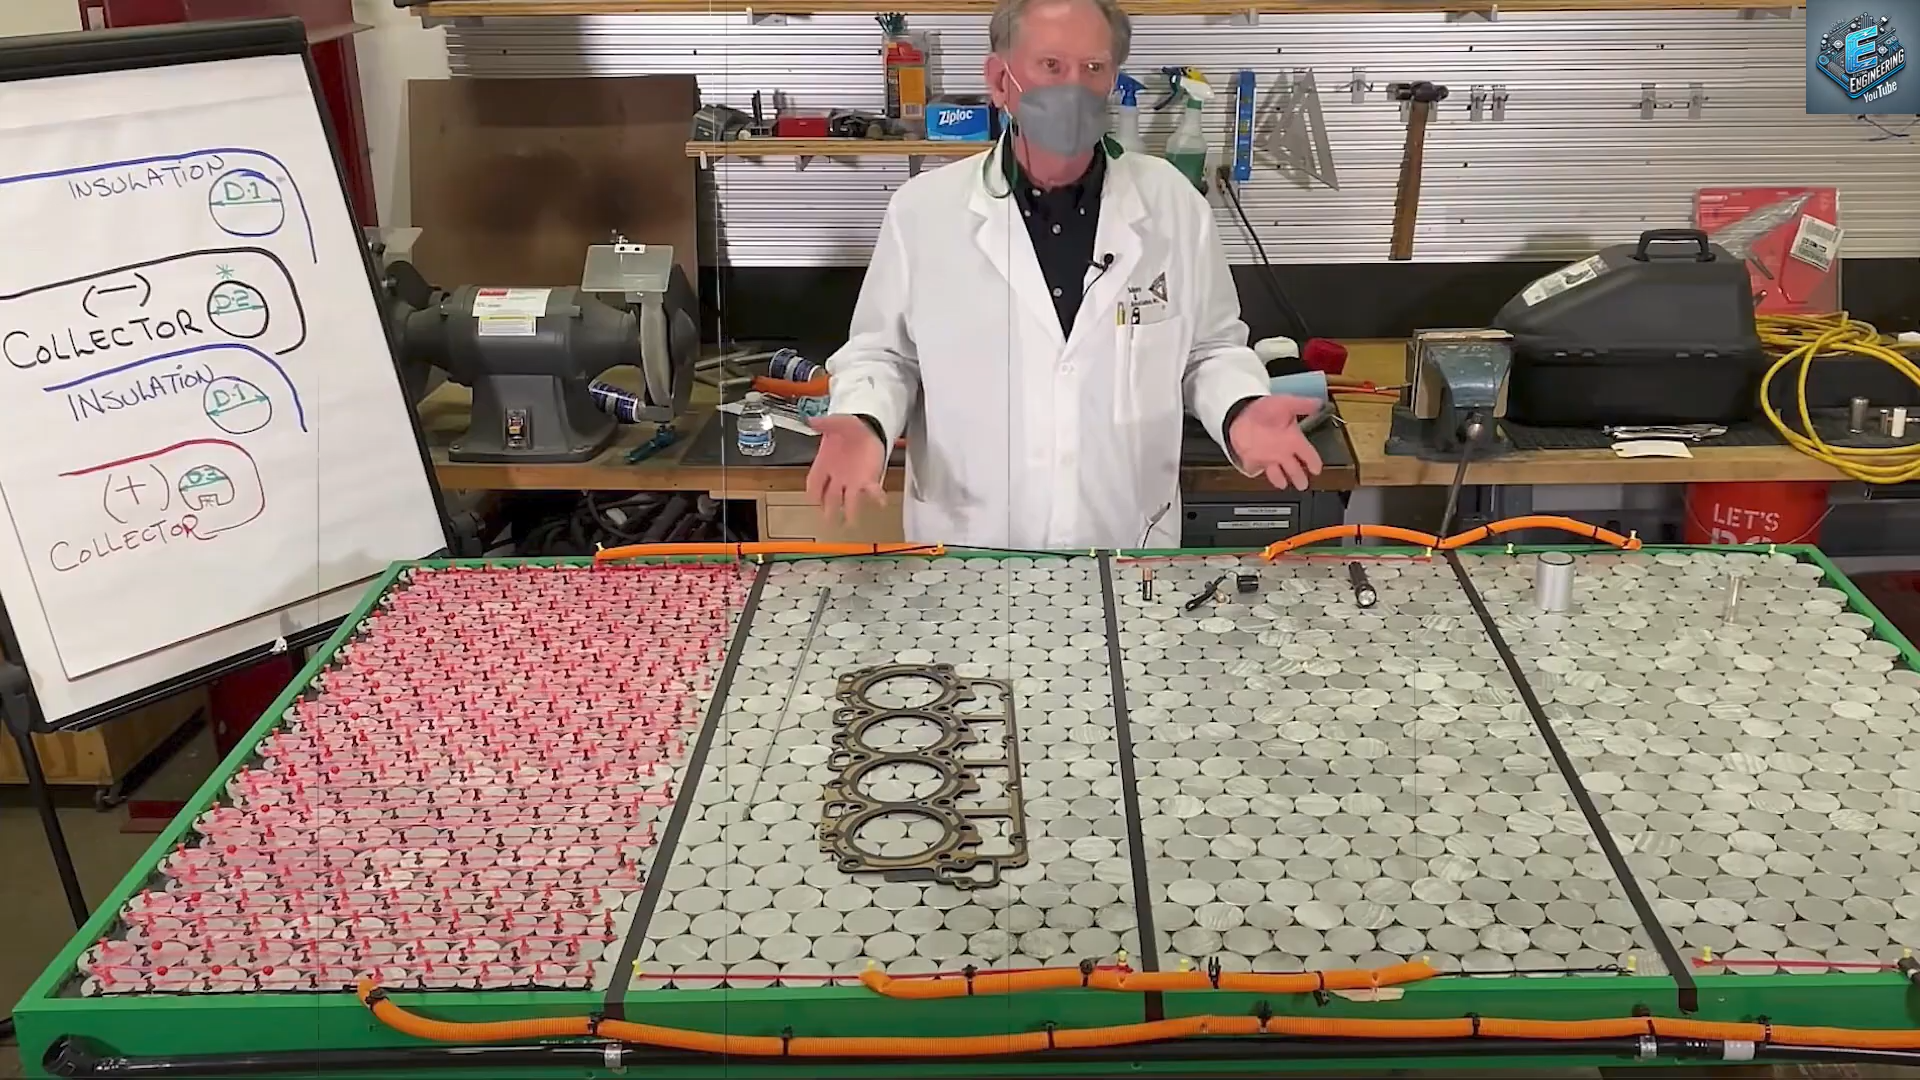 INSULATION
D-1
(-)
*
D-2
COLLECTOR
INSULATION
D-1
(+)
D-3
COLLECTOR
Ziploc
LET'S
E
ENGINEERING
YouTube